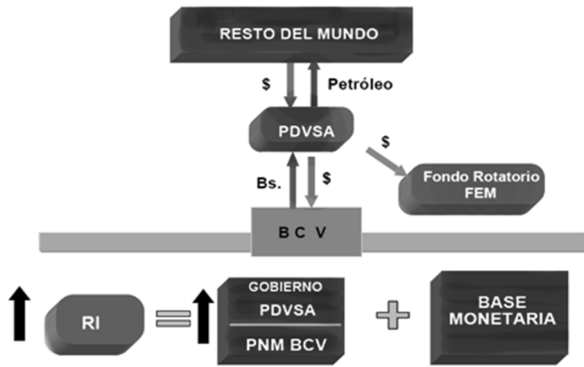 RESTO DEL MUNDO
$
Petróleo
PDVSA
$
Bs.
$
Fondo Rotatorio
FEM
B C V
RI
=
GOBIERNO
PDVSA
PNM BCV
+
BASE
MONETARIA